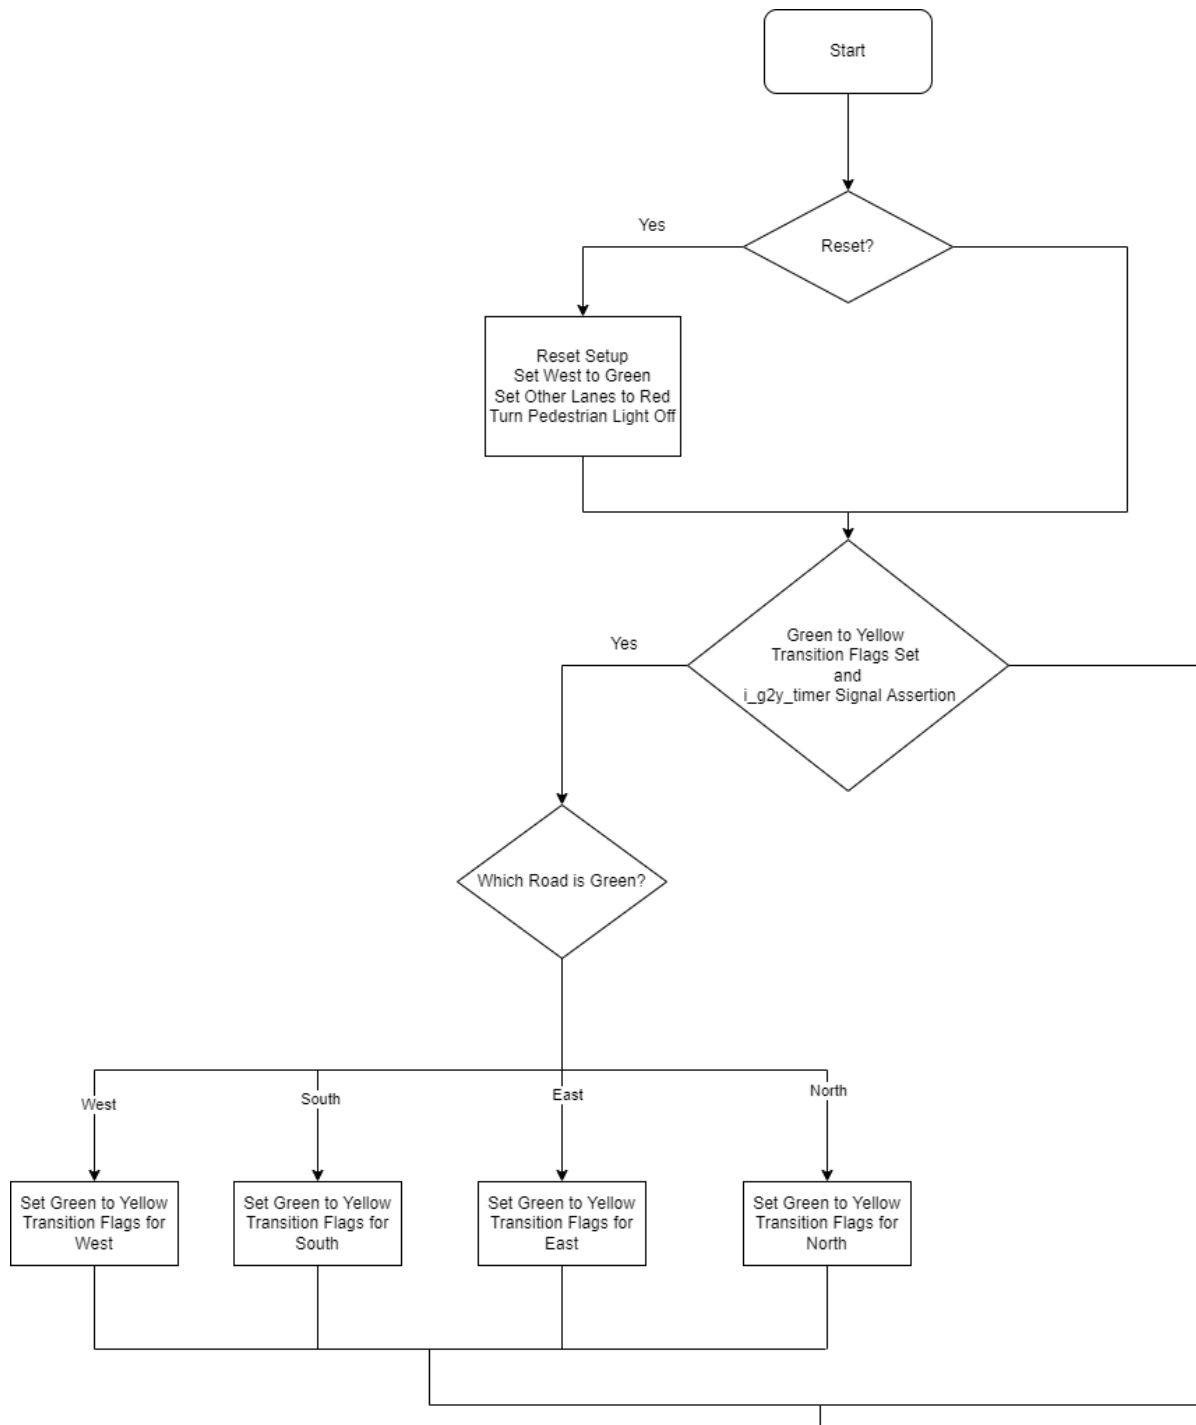 Start
Reset?
Yes
Reset Setup
Set West to Green
Set Other Lanes to Red
Turn Pedestrian Light Off
Green to Yellow
Transition Flags Set
and
i_g2y_timer Signal Assertion
Yes
Which Road is Green?
West
South
East
North
Set Green to Yellow
Transition Flags for
West
Set Green to Yellow
Transition Flags for
South
Set Green to Yellow
Transition Flags for
East
Set Green to Yellow
Transition Flags for
North